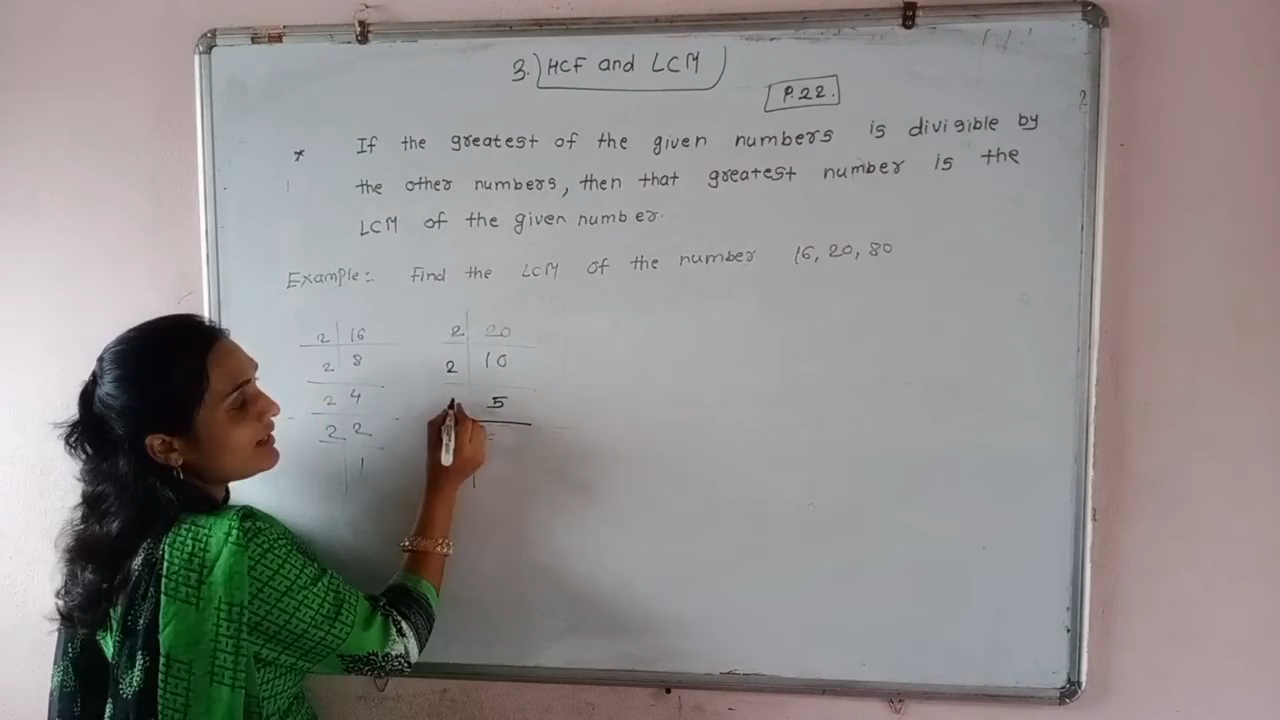 3. HCF and LCM
P.22.
* If the greatest of the given numbers is divisible by
the other numbers, then that greatest number is the
LCM of the given number.
Example:- Find the LCM of the number 16, 20, 80
2 16
2 8
2 4
2 2
1
2 20
2 10
5